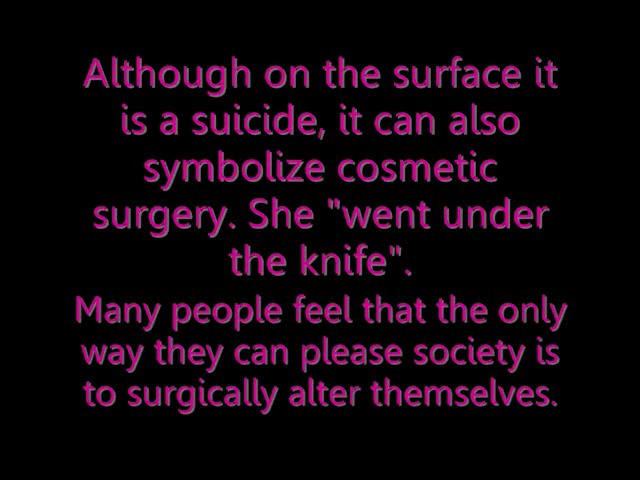 Although on the surface it
is a suicide, it can also
symbolize cosmetic
surgery. She "went under
the knife".
Many people feel that the only
way they can please society is
to surgically alter themselves.